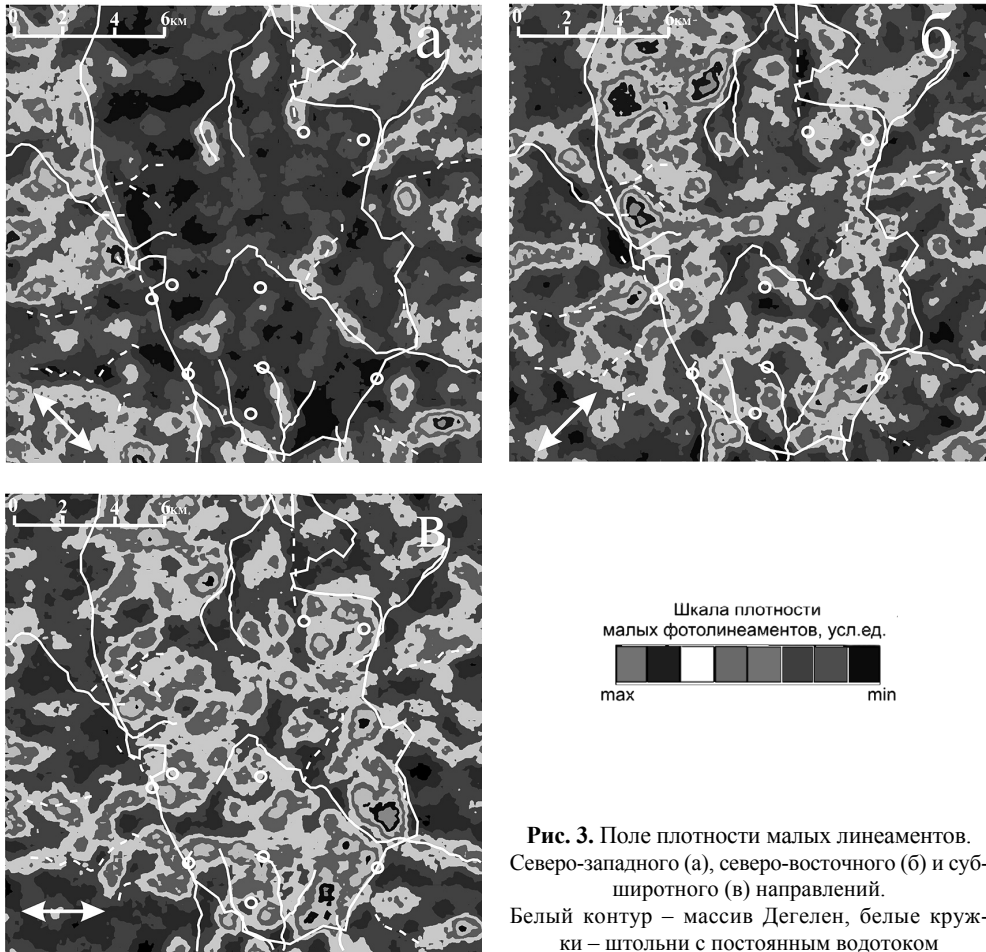 0 2 4 6км
а
0 2 4 6км
б
0 2 4 6км
в
Шкала плотности
малых фотолинеаментов, усл.ед.
max min
Рис. 3. Поле плотности малых линеаментов.
Северо-западного (а), северо-восточного (б) и суб-
широтного (в) направлений.
Белый контур – массив Дегелен, белые круж-
ки – штольни с постоянным водотоком